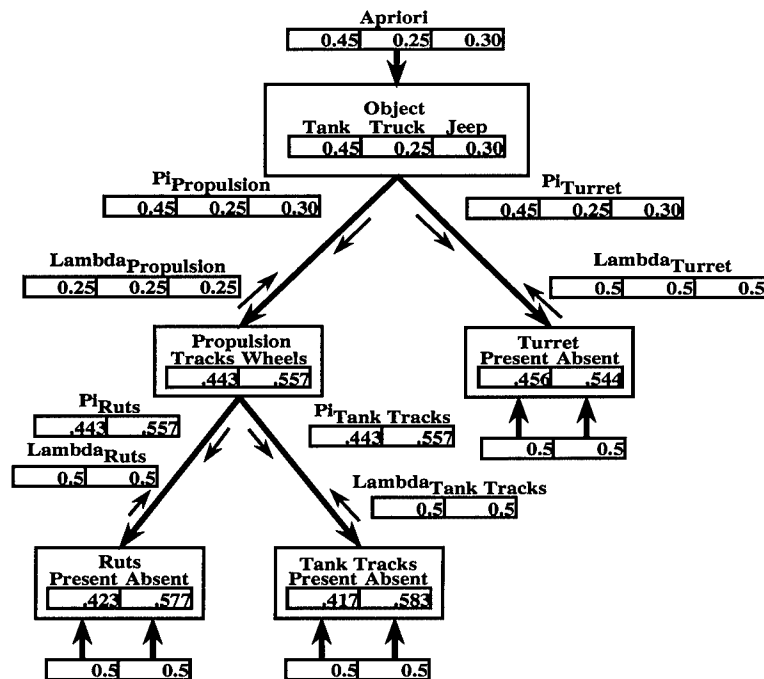 Apriori
0.45 0.25 0.30
Object
Tank Truck Jeep
0.45 0.25 0.30
PiPropulsion
0.45 0.25 0.30
PiTurret
0.45 0.25 0.30
LambdaPropulsion
0.25 0.25 0.25
LambdaTurret
0.5 0.5 0.5
Propulsion
Tracks Wheels
.443 .557
Turret
Present Absent
.456 .544
0.5 0.5
PiRuts
.443 .557
PiTank Tracks
.443 .557
LambdaRuts
0.5 0.5
LambdaTank Tracks
0.5 0.5
Ruts
Present Absent
.423 .577
0.5 0.5
Tank Tracks
Present Absent
.417 .583
0.5 0.5